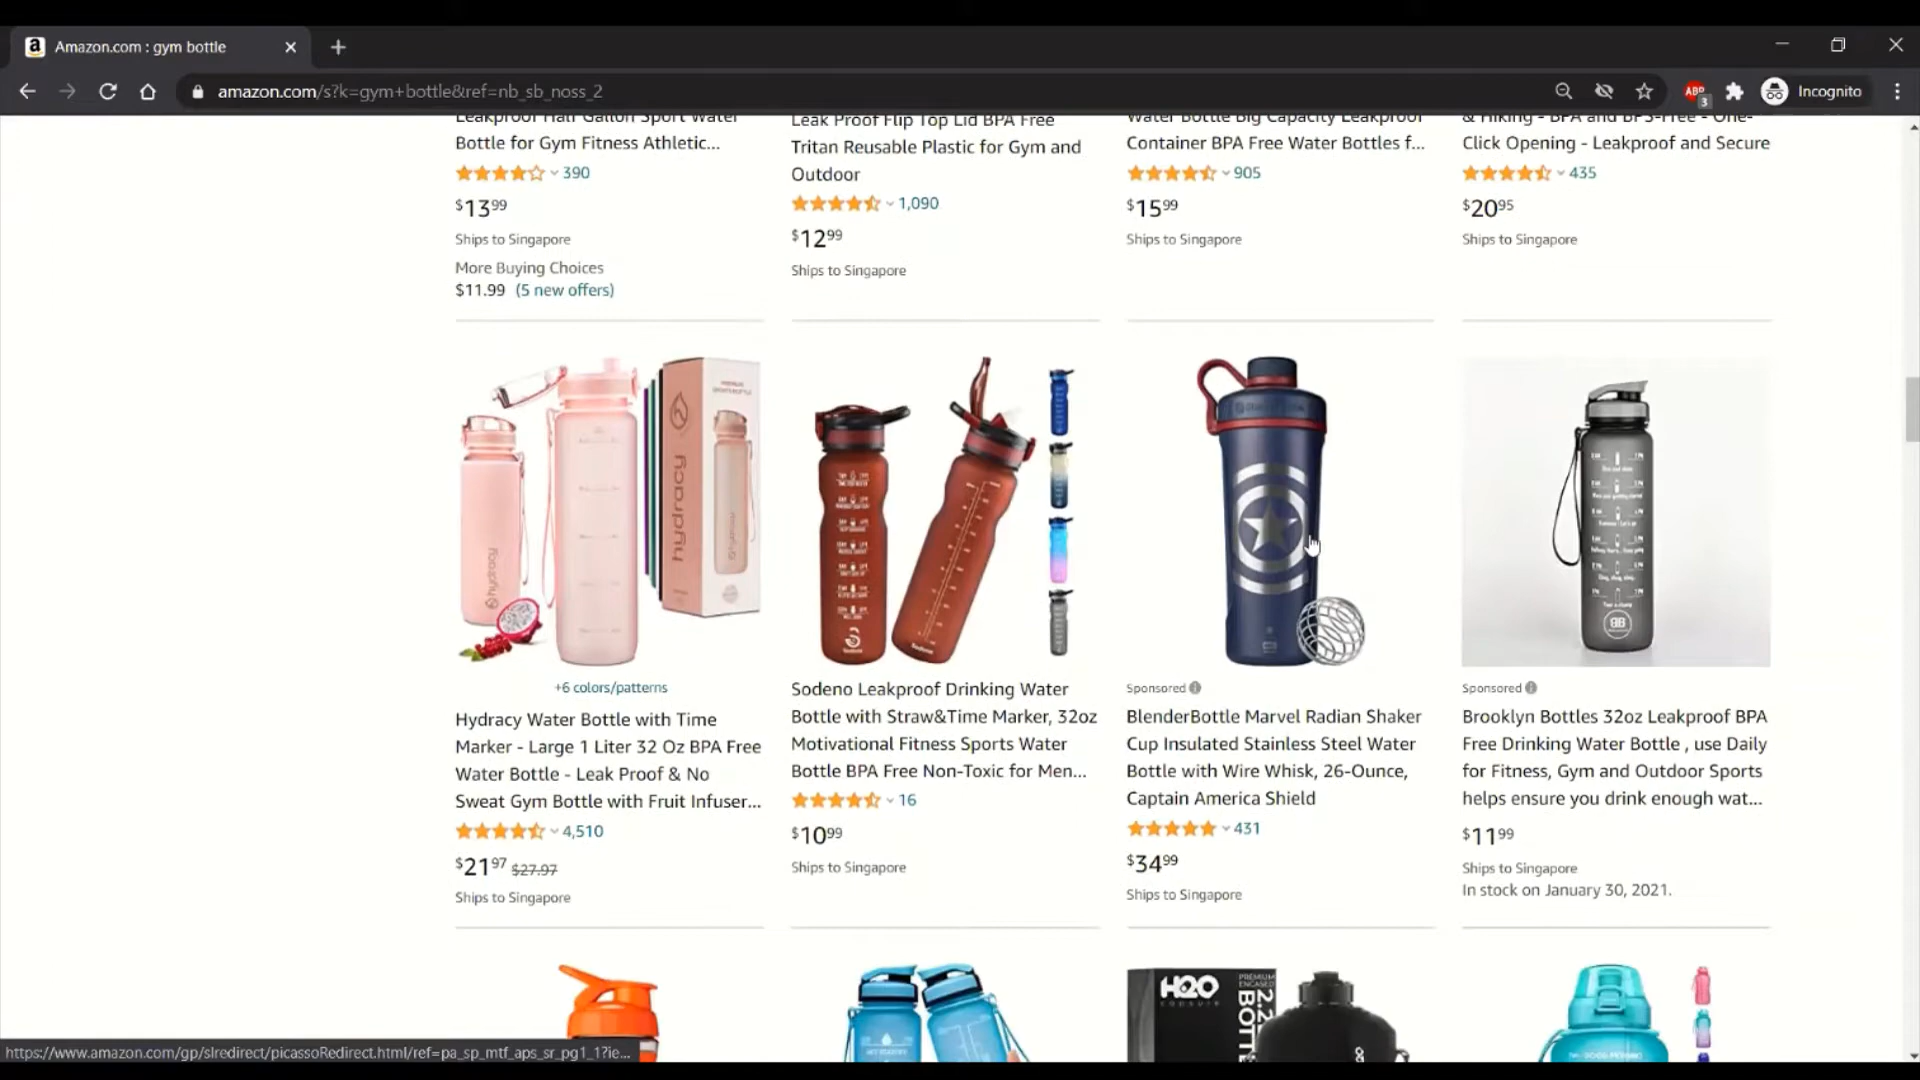 Amazon.com : gym bottle
amazon.com/s?k=gym+bottle&ref=nb_sb_noss_2
ABP
3
Incognito
Leakproof Half Gallon Sport Water
Bottle for Gym Fitness Athletic...
390
$13.99
Ships to Singapore
More Buying Choices
$11.99 (5 new offers)
Leak Proof Flip Top Lid BPA Free
Tritan Reusable Plastic for Gym and
Outdoor
1,090
$12.99
Ships to Singapore
Water Bottle Big Capacity Leakproof
Container BPA Free Water Bottles f...
905
$15.99
Ships to Singapore
& Hiking - BPA and BPS-Free - One-
Click Opening - Leakproof and Secure
435
$20.95
Ships to Singapore
hydracy
hydracy
+6 colors/patterns
Hydracy Water Bottle with Time
Marker - Large 1 Liter 32 Oz BPA Free
Water Bottle - Leak Proof & No
Sweat Gym Bottle with Fruit Infuser...
4,510
$21.97 $27.97
Ships to Singapore
Sodeno Leakproof Drinking Water
Bottle with Straw&Time Marker, 32oz
Motivational Fitness Sports Water
Bottle BPA Free Non-Toxic for Men...
16
$10.99
Ships to Singapore
Sponsored
BlenderBottle Marvel Radian Shaker
Cup Insulated Stainless Steel Water
Bottle with Wire Whisk, 26-Ounce,
Captain America Shield
431
$34.99
Ships to Singapore
Sponsored
Brooklyn Bottles 32oz Leakproof BPA
Free Drinking Water Bottle , use Daily
for Fitness, Gym and Outdoor Sports
helps ensure you drink enough wat...
$11.99
Ships to Singapore
In stock on January 30, 2021.
H2O
CAPSULE
PREMIUM
ENCASED
2.2
BOTTL
https://www.amazon.com/gp/slredirect/picassoRedirect.html/ref=pa_sp_mtf_aps_sr_pg1_1?ie...